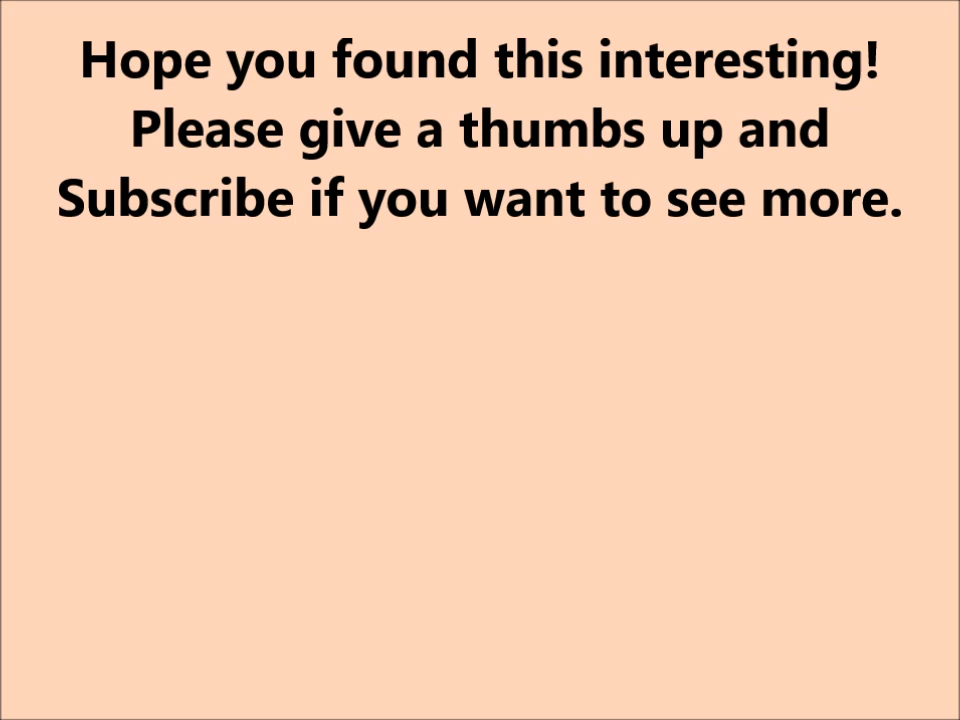 Hope you found this interesting!
Please give a thumbs up and
Subscribe if you want to see more.